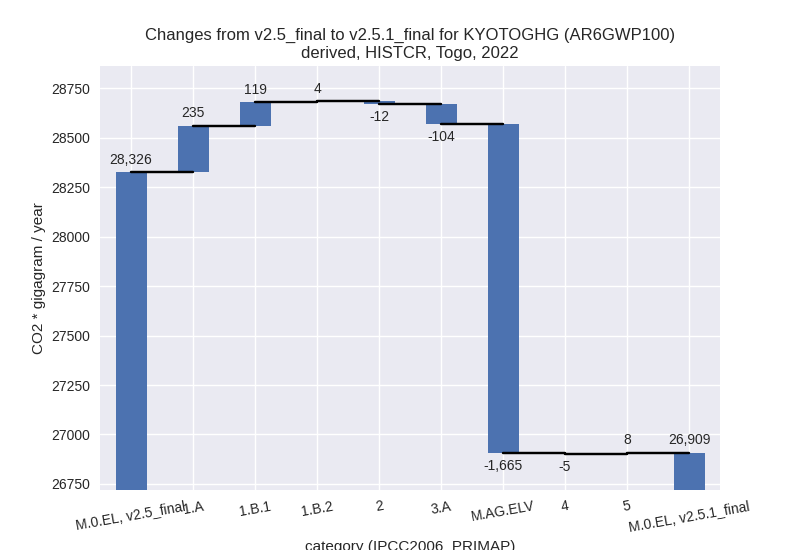 Changes from v2.5_final to v2.5.1_final for KYOTOGHG (AR6GWP100)
derived, HISTCR, Togo, 2022
CO2 * gigagram / year
28750
28500
28250
28000
27750
27500
27250
27000
26750
28,326
235
119
4
-12
-104
-1,665
-5
8
26,909
M.0.EL, v2.5_final
1.A
1.B.1
1.B.2
2
3.A
M.AG.ELV
4
5
M.0.EL, v2.5.1_final
category (IPCC2006_PRIMAP)